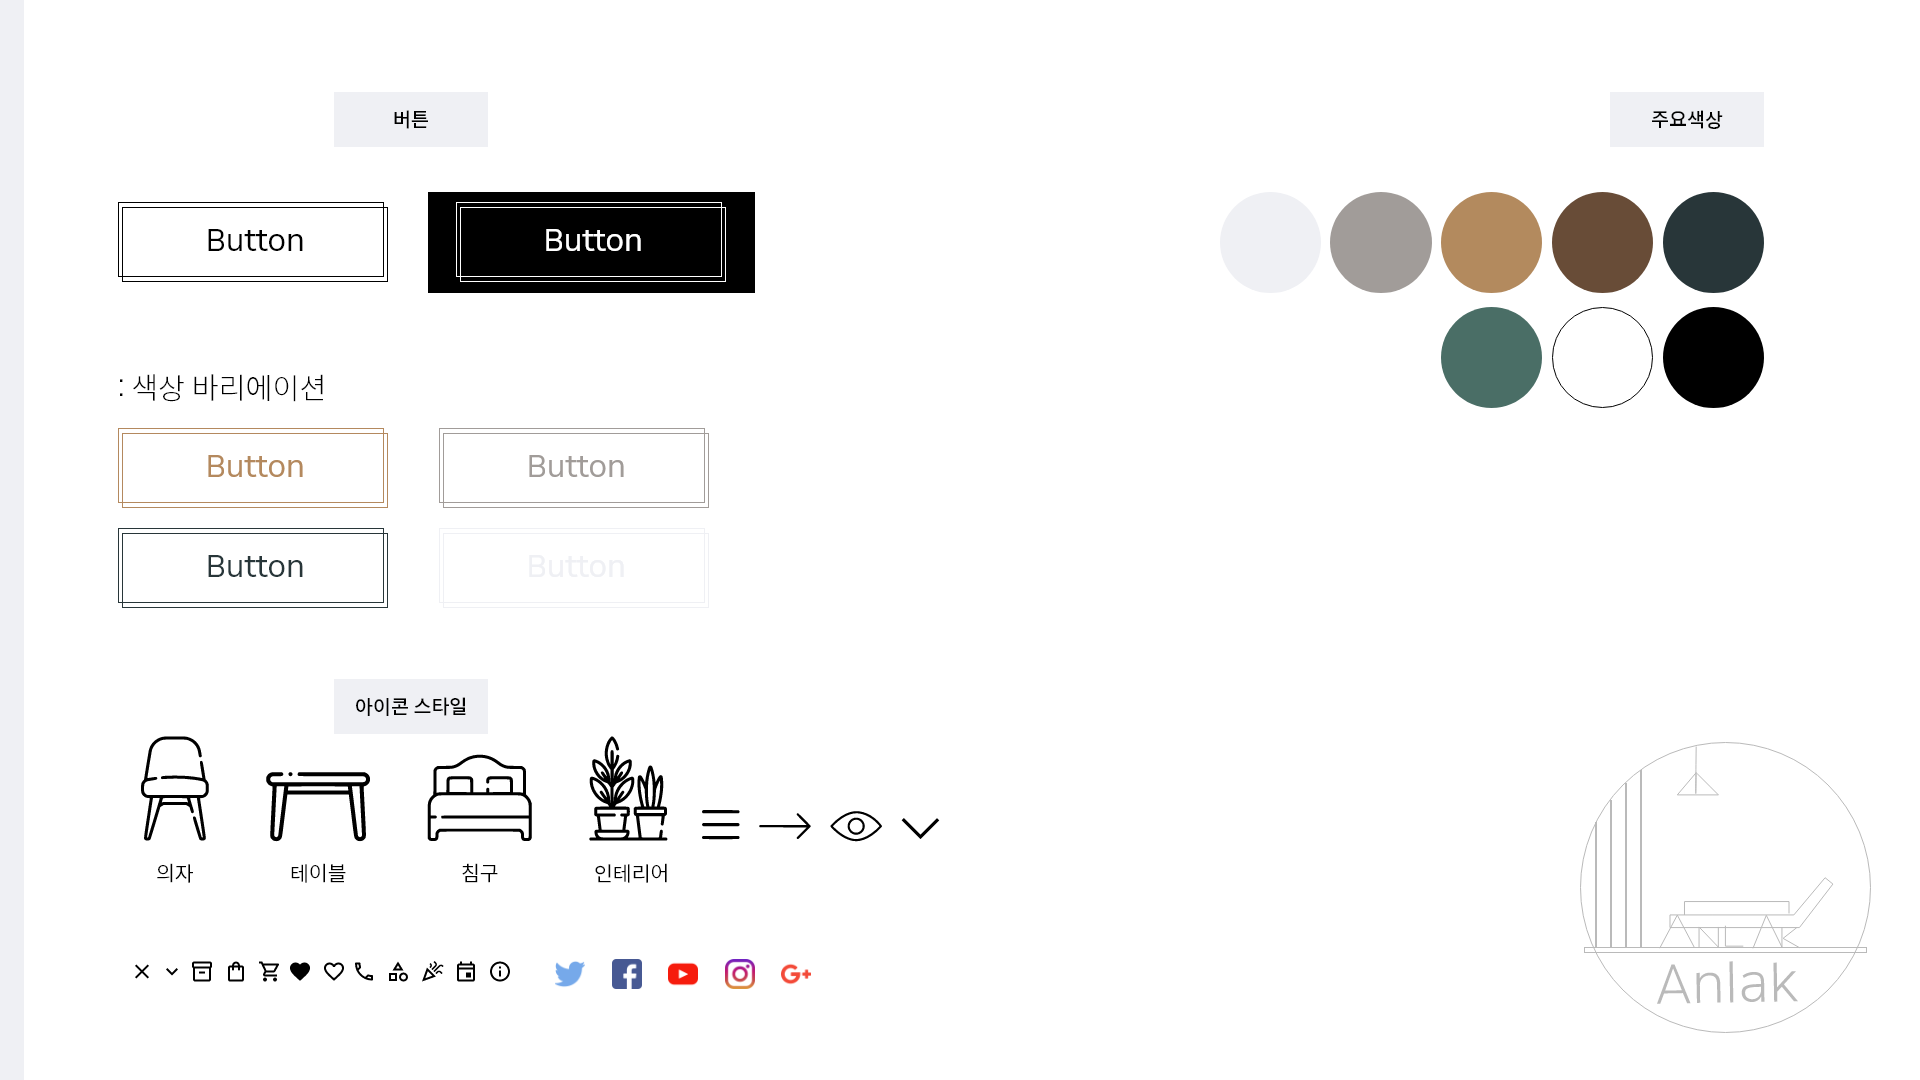 버튼
주요색상
Button
Button
: 색상 바리에이션
Button
Button
Button
Button
아이콘 스타일
의자
테이블
침구
인테리어
Anlak